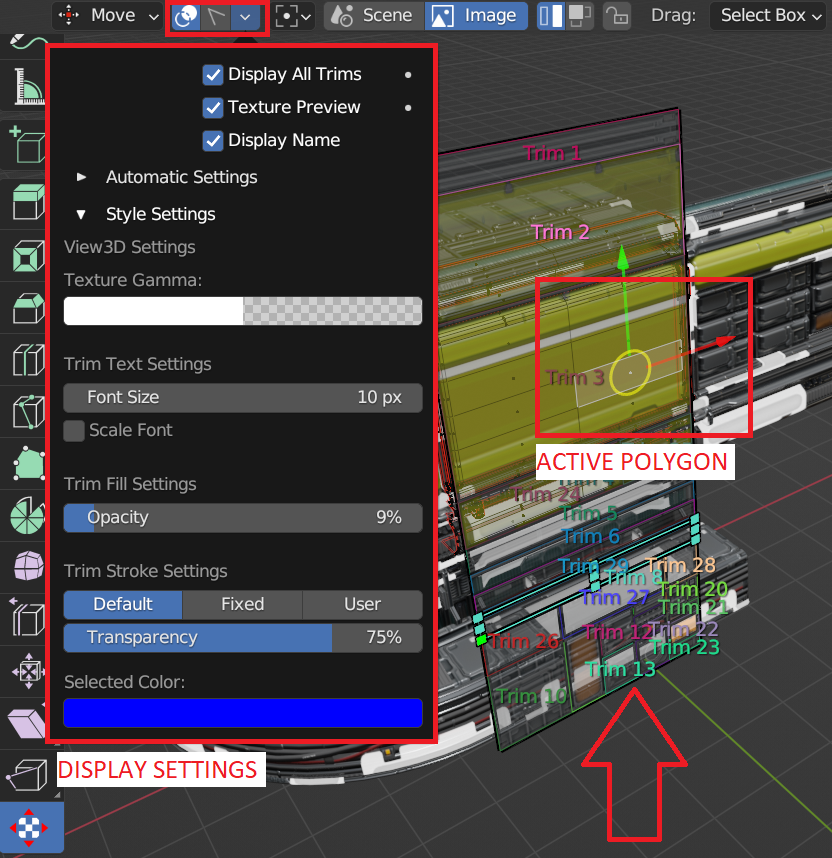 Move
Scene
Image
Drag:
Select Box
Display All Trims
Texture Preview
Display Name
Automatic Settings
Style Settings
View3D Settings
Texture Gamma:
Trim Text Settings
Font Size 10 px
Scale Font
Trim Fill Settings
Opacity 9%
Trim Stroke Settings
Default Fixed User
Transparency 75%
Selected Color:
DISPLAY SETTINGS
Trim 1
Trim 2
Trim 3
ACTIVE POLYGON
Trim 24
Trim 5
Trim 6
Trim 29
Trim 28
Trim 8
Trim 20
Trim 27
Trim 21
Trim 12
Trim 22
Trim 26
Trim 23
Trim 13
Trim 10